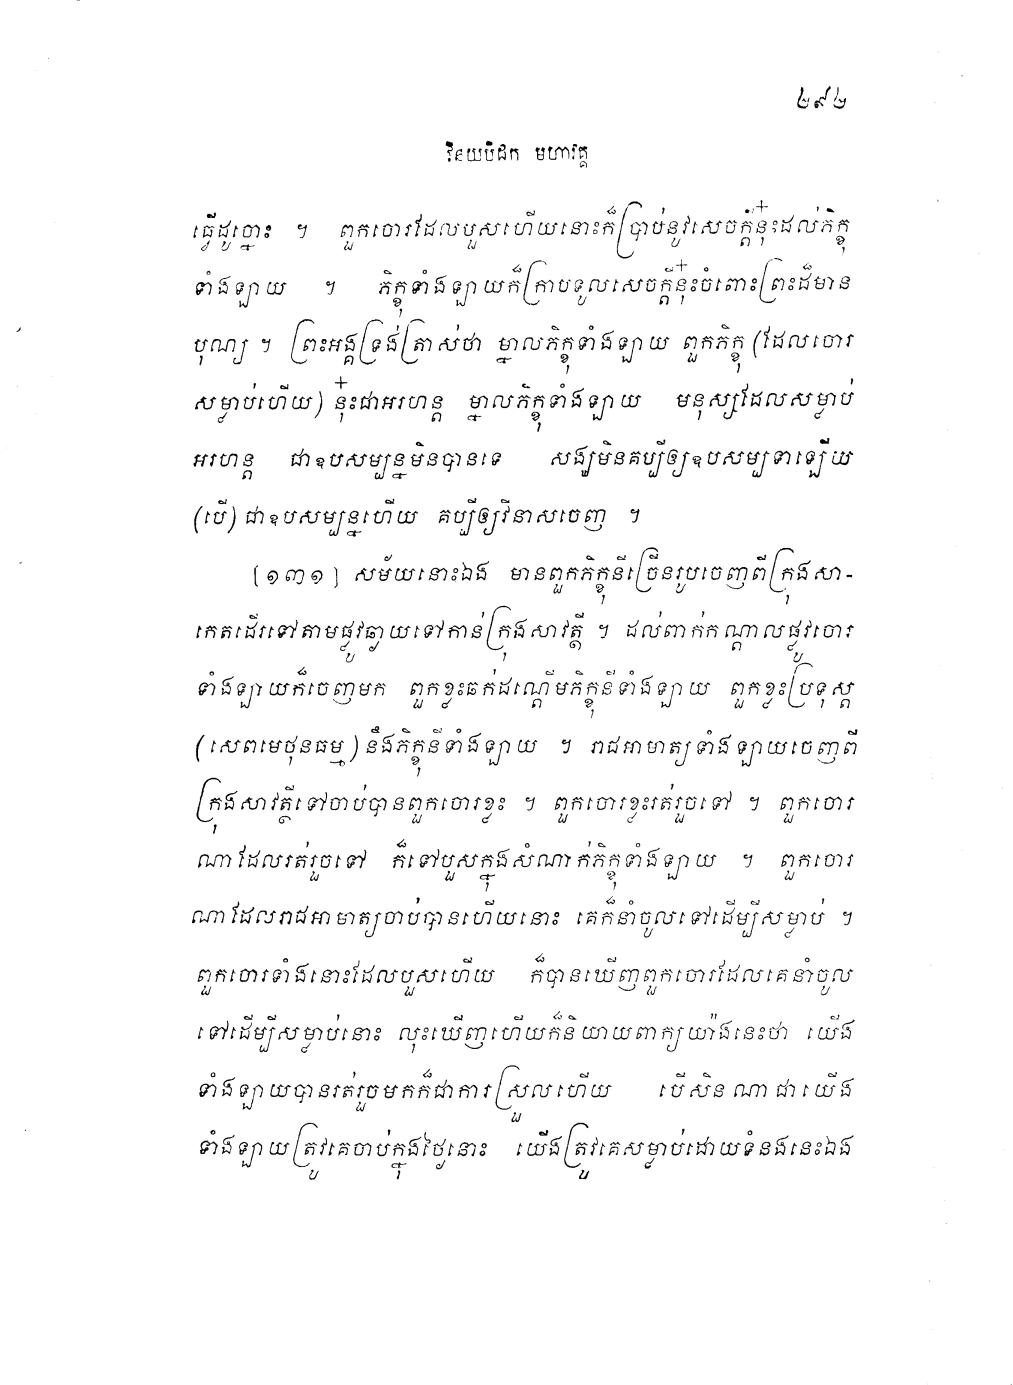 ២៩២
វិនយបិដក មហាវគ្គ
ធ្វើដូច្នោះ ។ ពួកចោរដែលបួសហើយនោះក៏ប្រាប់នូវសេចក្តីនុ៎ះដល់ភិក្ខុ
ទាំងឡាយ ។ ភិក្ខុទាំងឡាយក៏ក្រាបទូលសេចក្តីនុ៎ះចំពោះព្រះដ៏មាន
បុណ្យ ។ ព្រះអង្គទ្រង់ត្រាស់ថា ម្នាលភិក្ខុទាំងឡាយ ពួកភិក្ខុ (ដែលចោរ
សម្លាប់ហើយ) នុ៎ះជាអរហន្ត ម្នាលភិក្ខុទាំងឡាយ មនុស្សដែលសម្លាប់
អរហន្ត ជាឧបសម្បន្នមិនបានទេ សង្ឃមិនគប្បីឲ្យឧបសម្បទាឡើយ
(បើ) ជាឧបសម្បន្នហើយ គប្បីឲ្យវិនាសចេញ ។
[១៣១] សម័យនោះឯង មានពួកភិក្ខុនីច្រើនរូបចេញពីក្រុងសា-
កេតដើរទៅតាមផ្លូវឆ្ងាយទៅកាន់ក្រុងសាវត្ថី ។ ដល់ពាក់កណ្តាលផ្លូវចោរ
ទាំងឡាយក៏ចេញមក ពួកខ្លះឆក់ដណ្តើមភិក្ខុនីទាំងឡាយ ពួកខ្លះប្រទុស្ត
(សេពមេថុនធម្ម) នឹងភិក្ខុនីទាំងឡាយ ។ រាជអាមាត្យទាំងឡាយចេញពី
ក្រុងសាវត្ថីទៅចាប់បានពួកចោរខ្លះ ។ ពួកចោរខ្លះរត់រួចទៅ ។ ពួកចោរ
ណាដែលរត់រួចទៅ ក៏ទៅបួសក្នុងសំណាក់ភិក្ខុទាំងឡាយ ។ ពួកចោរ
ណាដែលរាជអាមាត្យចាប់បានហើយនោះ គេក៏នាំចូលទៅដើម្បីសម្លាប់ ។
ពួកចោរទាំងនោះដែលបួសហើយ ក៏បានឃើញពួកចោរដែលគេនាំចូល
ទៅដើម្បីសម្លាប់នោះ លុះឃើញហើយក៏និយាយពាក្យយ៉ាងនេះថា យើង
ទាំងឡាយបានរត់រួចមកក៏ជាការស្រួលហើយ បើសិនណាជាយើង
ទាំងឡាយត្រូវគេចាប់ក្នុងថ្ងៃនោះ យើងត្រូវគេសម្លាប់ដោយទំនងនេះឯង